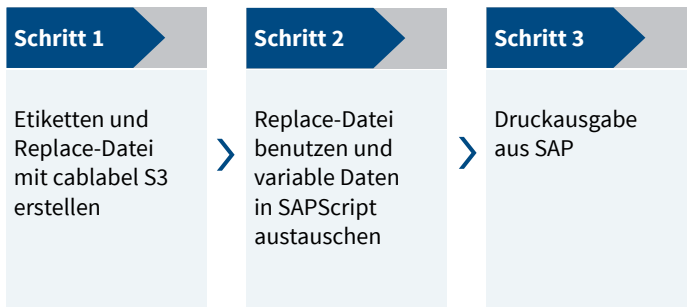 Schritt 1
Etiketten und
Replace-Datei
mit cablabel S3
erstellen
Schritt 2
Replace-Datei
benutzen und
variable Daten
in SAPScript
austauschen
Schritt 3
Druckausgabe
aus SAP